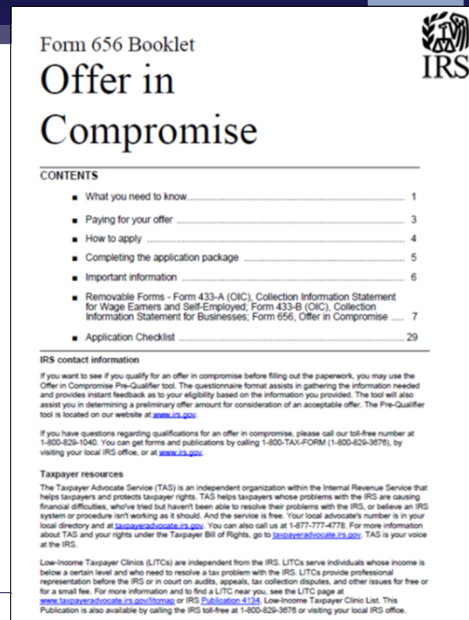 Form 656 Booklet
IRS
Offer in
Compromise
CONTENTS
■ What you need to know ........ 1
■ Paying for your offer ........ 3
■ How to apply ........ 4
■ Completing the application package ........ 5
■ Important information ........ 6
■ Removable Forms - Form 433-A (OIC), Collection Information Statement
for Wage Earners and Self-Employed; Form 433-B (OIC), Collection
Information Statement for Businesses; Form 656, Offer in Compromise ..... 7
■ Application Checklist ........ 29
IRS contact information
If you want to see if you qualify for an offer in compromise before filling out the paperwork, you may use the
Offer in Compromise Pre-Qualifier tool. The questionnaire format assists in gathering the information needed
and provides instant feedback as to your eligibility based on the information you provided. The tool will also
assist you in determining a preliminary offer amount for consideration of an acceptable offer. The Pre-Qualifier
tool is located on our website at www.irs.gov.
If you have questions regarding qualifications for an offer in compromise, please call our toll-free number at
1-800-829-1040. You can get forms and publications by calling 1-800-TAX-FORM (1-800-829-3676), by
visiting your local IRS office, or at www.irs.gov.
Taxpayer resources
The Taxpayer Advocate Service (TAS) is an independent organization within the Internal Revenue Service that
helps taxpayers and protects taxpayer rights. TAS helps taxpayers whose problems with the IRS are causing
financial difficulties, who've tried but haven't been able to resolve their problems with the IRS, or believe an IRS
system or procedure isn't working as it should. And the service is free. Your local advocate's number is in your
local directory and at taxpayeradvocate.irs.gov. You can also call us at 1-877-777-4778. For more information
about TAS and your rights under the Taxpayer Bill of Rights, go to taxpayeradvocate.irs.gov. TAS is your voice
at the IRS.
Low-Income Taxpayer Clinics (LITCs) are independent from the IRS. LITCs serve individuals whose income is
below a certain level and who need to resolve a tax problem with the IRS. LITCs provide professional
representation before the IRS or in court on audits, appeals, tax collection disputes, and other issues for free or
for a small fee. For more information and to find a LITC near you, see the LITC page at
www.taxpayeradvocate.irs.gov/litcmap or IRS Publication 4134, Low-Income Taxpayer Clinic List. This
Publication is also available by calling the IRS toll-free at 1-800-829-3676 or visiting your local IRS office.